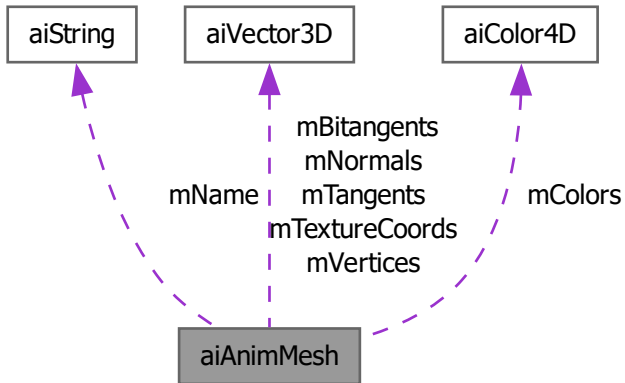 aiString
aiVector3D
aiColor4D
mBitangents
mNormals
mName
mTangents
mColors
mTextureCoords
mVertices
aiAnimMesh